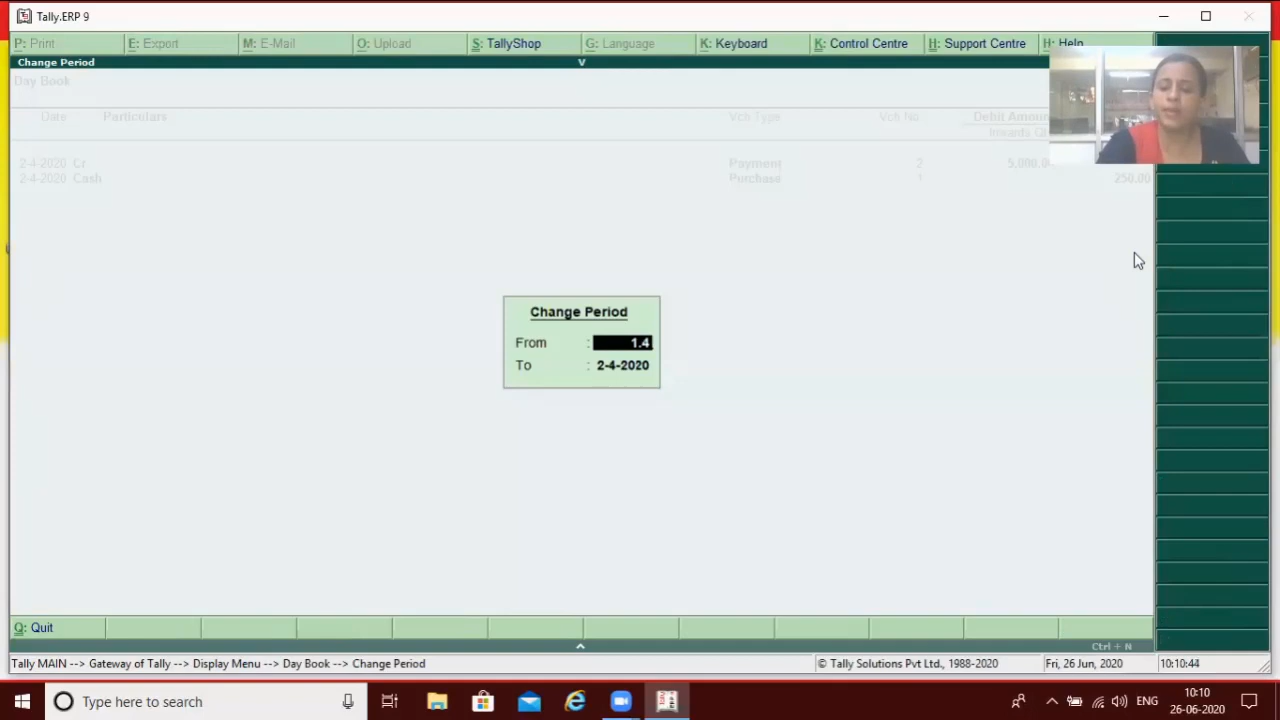 Tally.ERP 9
P: Print E: Export M: E-Mail O: Upload S: TallyShop G: Language K: Keyboard K: Control Centre H: Support Centre H: Help
Change Period
Day Book
Date Particulars Vch Type Vch No. Debit Amoun
Inwards Qt
2-4-2020 Cr Payment 2 5,000.0
2-4-2020 Cash Purchase 1 250.00
Change Period
From : 1.4
To : 2-4-2020
Q: Quit
Ctrl + N
Tally MAIN --> Gateway of Tally --> Display Menu --> Day Book --> Change Period © Tally Solutions Pvt Ltd., 1988-2020 Fri, 26 Jun, 2020 10:10:44
Type here to search ENG 10:10
26-06-2020